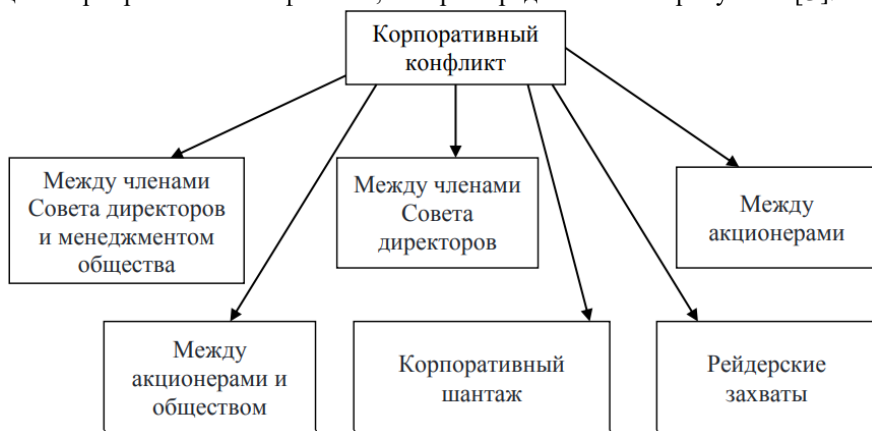 Корпоративный
конфликт
Между членами
Совета директоров
и менеджментом
общества
Между членами
Совета
директоров
Между
акционерами
Между
акционерами и
обществом
Корпоративный
шантаж
Рейдерские
захваты